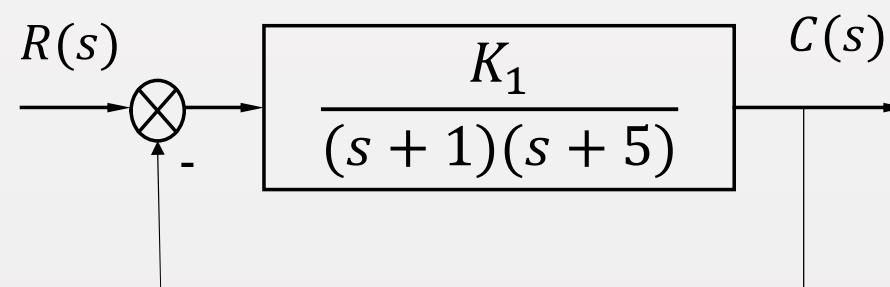 R(s)
C(s)
K₁
(s + 1)(s + 5)
-